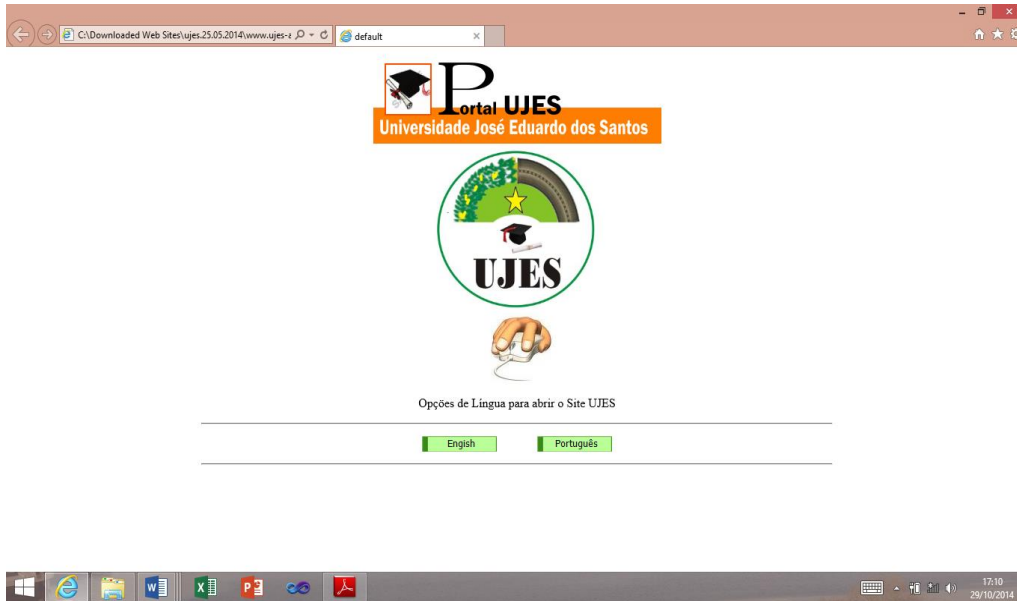 C:\Downloaded Web Sites\ujes.25.05.2014\www.ujes-a
default
Portal UJES
Universidade José Eduardo dos Santos
UJES
Opções de Lingua para abrir o Site UJES
Engish
Português
17:10
29/10/2014